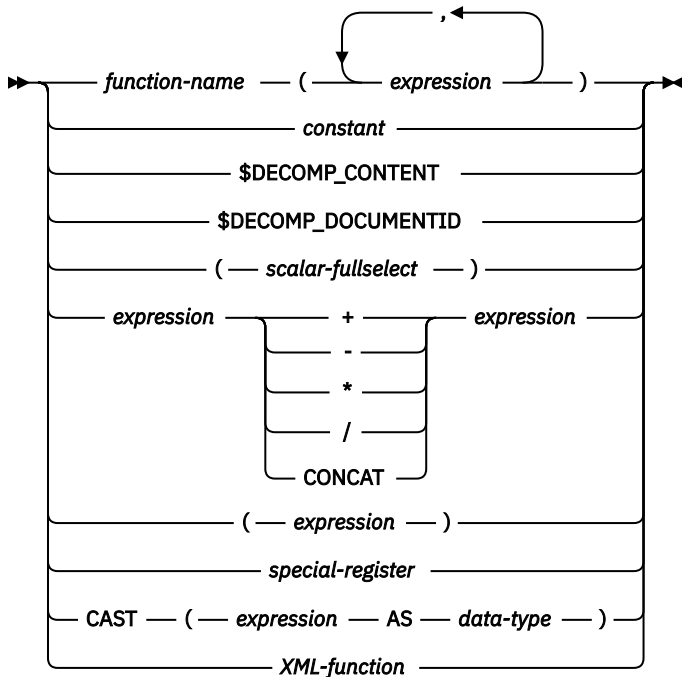 ,
function-name ( expression )
constant
$DECOMP_CONTENT
$DECOMP_DOCUMENTID
( scalar-fullselect )
expression + expression
-
*
/
CONCAT
( expression )
special-register
CAST ( expression AS data-type )
XML-function